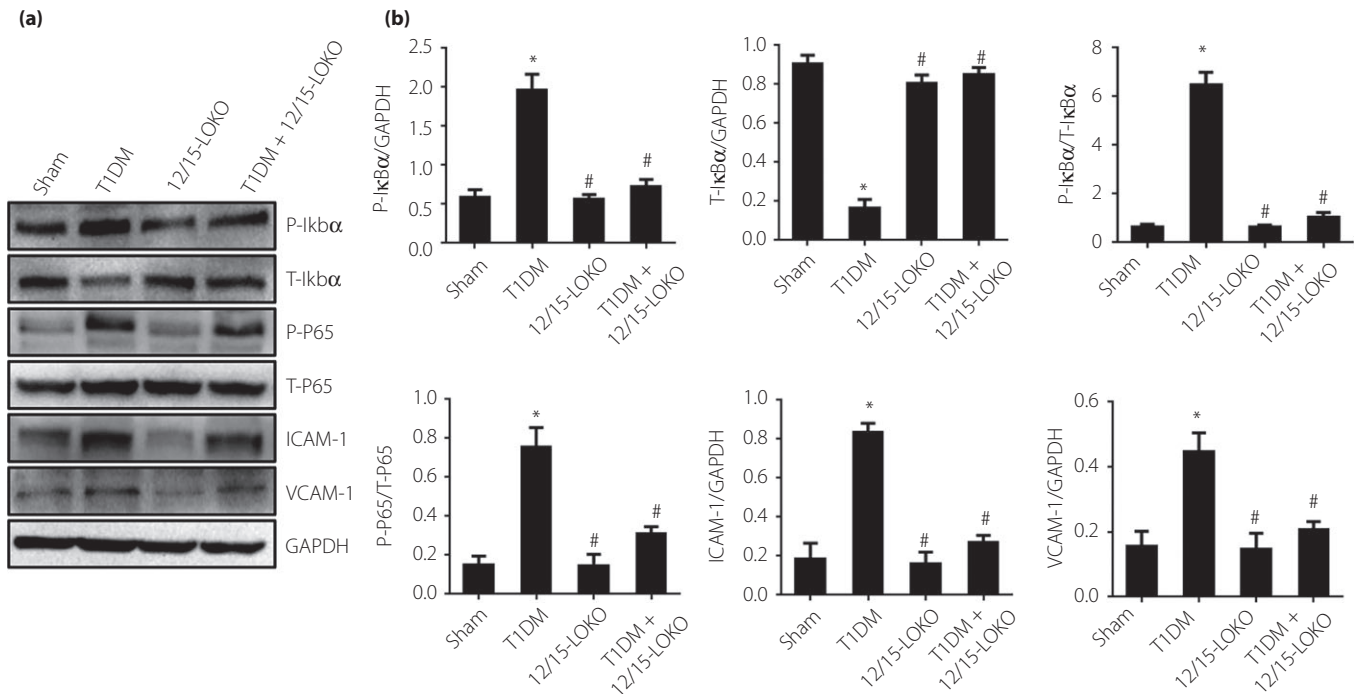 (a)
Sham
T1DM
12/15-LOKO
T1DM + 12/15-LOKO
P-Ikbα
T-Ikbα
P-P65
T-P65
ICAM-1
VCAM-1
GAPDH
(b)
P-IκBα/GAPDH
2.5
2.0
1.5
1.0
0.5
0.0
*
#
#
Sham
T1DM
12/15-LOKO
T1DM +
12/15-LOKO
T-IκBα/GAPDH
1.0
0.8
0.6
0.4
0.2
0.0
*
#
#
Sham
T1DM
12/15-LOKO
T1DM +
12/15-LOKO
P-IκBα/T-IκBα
8
6
4
2
0
*
#
#
Sham
T1DM
12/15-LOKO
T1DM +
12/15-LOKO
P-P65/T-P65
1.0
0.8
0.6
0.4
0.2
0.0
*
#
#
Sham
T1DM
12/15-LOKO
T1DM +
12/15-LOKO
ICAM-1/GAPDH
1.0
0.8
0.6
0.4
0.2
0.0
*
#
#
Sham
T1DM
12/15-LOKO
T1DM +
12/15-LOKO
VCAM-1/GAPDH
0.6
0.4
0.2
0.0
*
#
#
Sham
T1DM
12/15-LOKO
T1DM +
12/15-LOKO